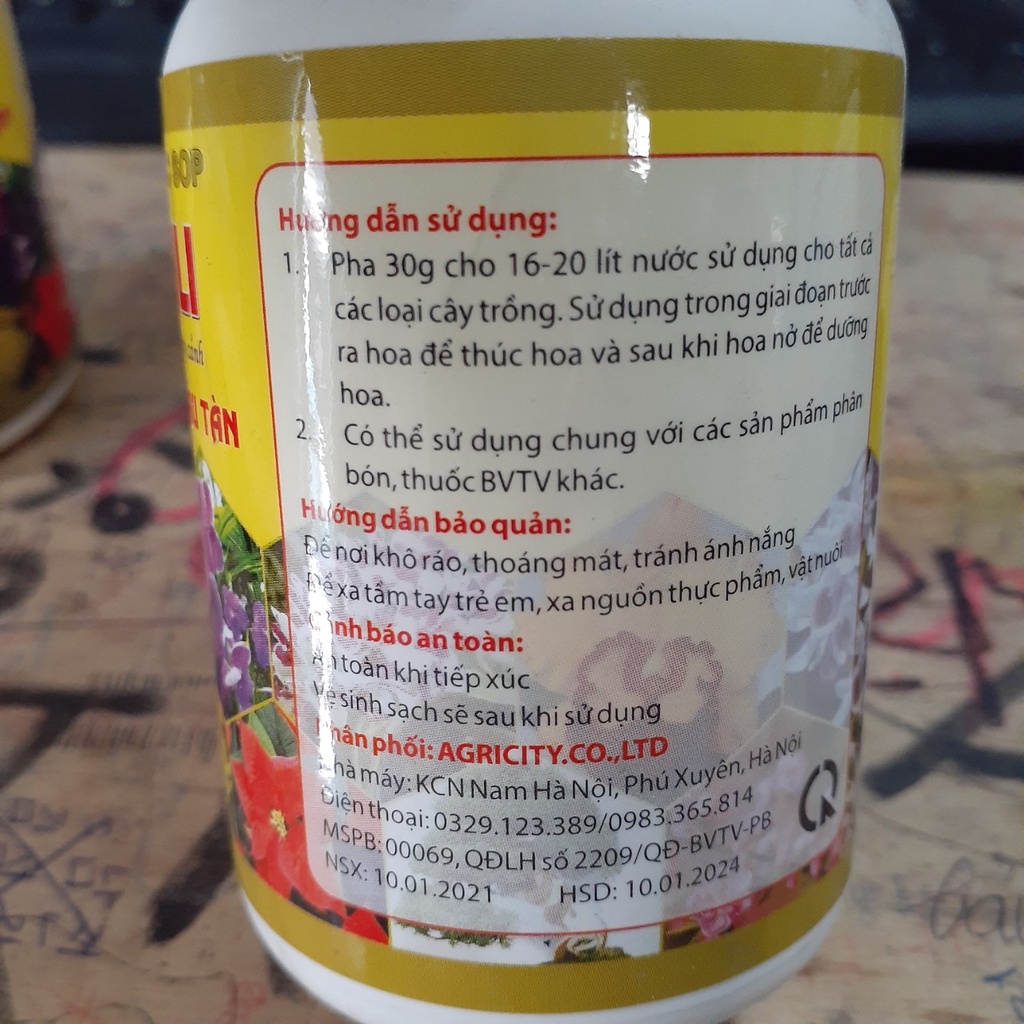 SOP
LI
cảnh
TÀN
Hướng dẫn sử dụng:
1. Pha 30g cho 16-20 lít nước sử dụng cho tất cả
các loại cây trồng. Sử dụng trong giai đoạn trước
ra hoa để thúc hoa và sau khi hoa nở để dưỡng
hoa.
2. Có thể sử dụng chung với các sản phẩm phân
bón, thuốc BVTV khác.
Hướng dẫn bảo quản:
Để nơi khô ráo, thoáng mát, tránh ánh nắng
Để xa tầm tay trẻ em, xa nguồn thực phẩm, vật nuôi
Cảnh báo an toàn:
An toàn khi tiếp xúc
Vệ sinh sạch sẽ sau khi sử dụng
Phân phối: AGRICITY.CO.,LTD
Nhà máy: KCN Nam Hà Nội, Phú Xuyên, Hà Nội
Điện thoại: 0329.123.389/0983.365.814
MSPB: 00069, QĐLH số 2209/QĐ-BVTV-PB
NSX: 10.01.2021 HSD: 10.01.2024